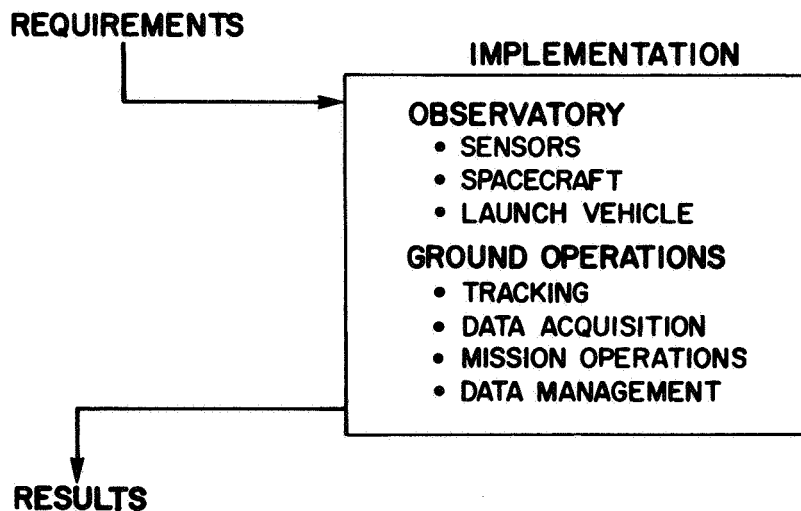 REQUIREMENTS
IMPLEMENTATION
OBSERVATORY
• SENSORS
• SPACECRAFT
• LAUNCH VEHICLE
GROUND OPERATIONS
• TRACKING
• DATA ACQUISITION
• MISSION OPERATIONS
• DATA MANAGEMENT
RESULTS